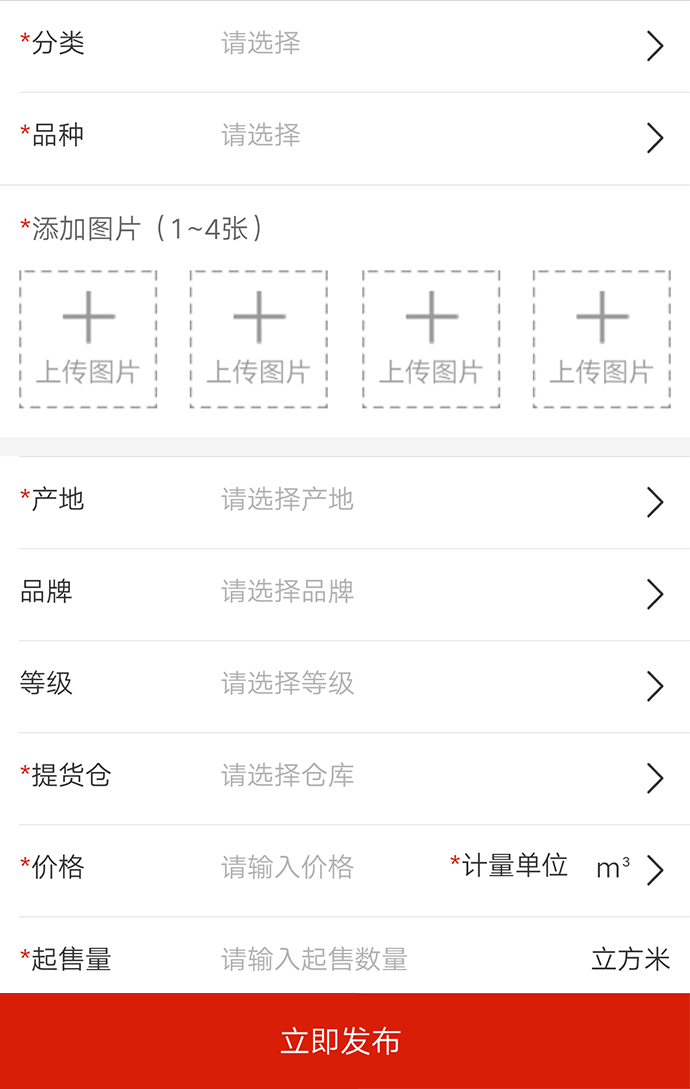 *分类 请选择
*品种 请选择
*添加图片（1~4张）
上传图片 上传图片 上传图片 上传图片
*产地 请选择产地
品牌 请选择品牌
等级 请选择等级
*提货仓 请选择仓库
*价格 请输入价格 *计量单位 m³
*起售量 请输入起售数量 立方米
立即发布